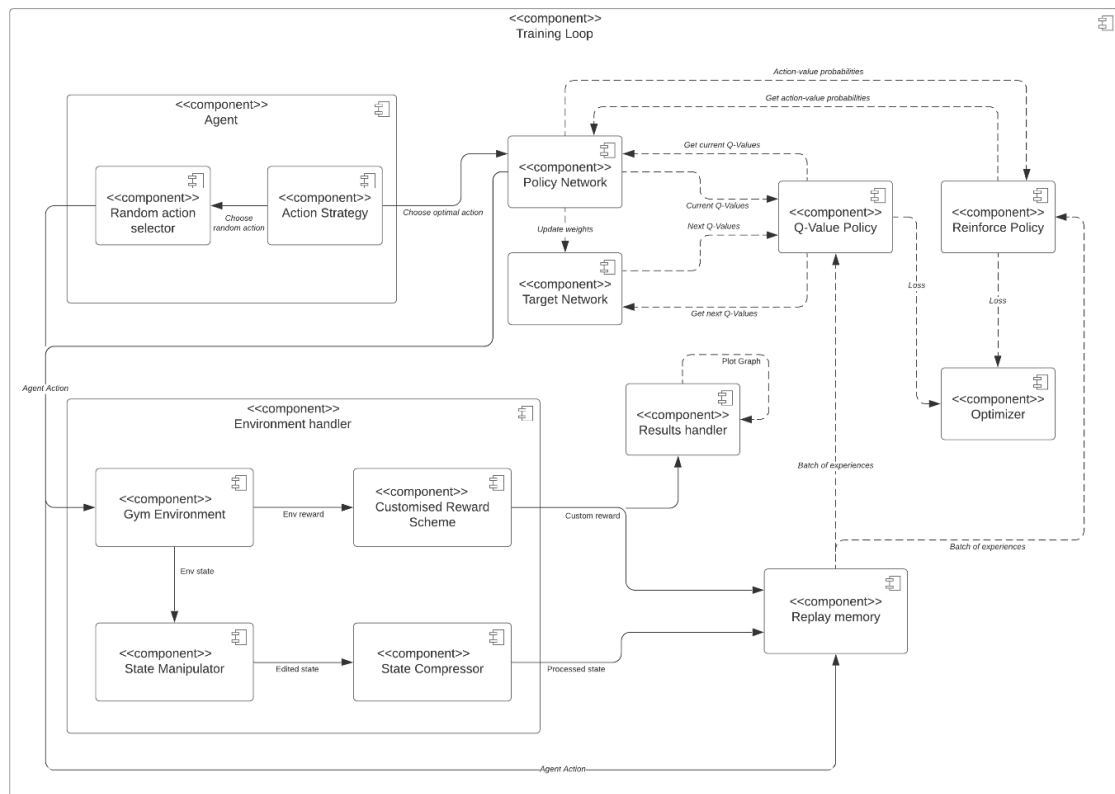 <<component>>
Training Loop
Action-value probabilities
Get action-value probabilities
<<component>>
Agent
<<component>>
Random action
selector
<<component>>
Action Strategy
Choose
random action
Choose optimal action
<<component>>
Policy Network
Get current Q-Values
Current Q-Values
Update weights
Next Q-Values
<<component>>
Target Network
Get next Q-Values
<<component>>
Q-Value Policy
<<component>>
Reinforce Policy
Loss
Loss
<<component>>
Optimizer
Plot Graph
<<component>>
Results handler
Agent Action
<<component>>
Environment handler
<<component>>
Gym Environment
Env reward
<<component>>
Customised Reward
Scheme
Custom reward
Batch of experiences
Batch of experiences
Env state
<<component>>
State Manipulator
Edited state
<<component>>
State Compressor
Processed state
<<component>>
Replay memory
Agent Action